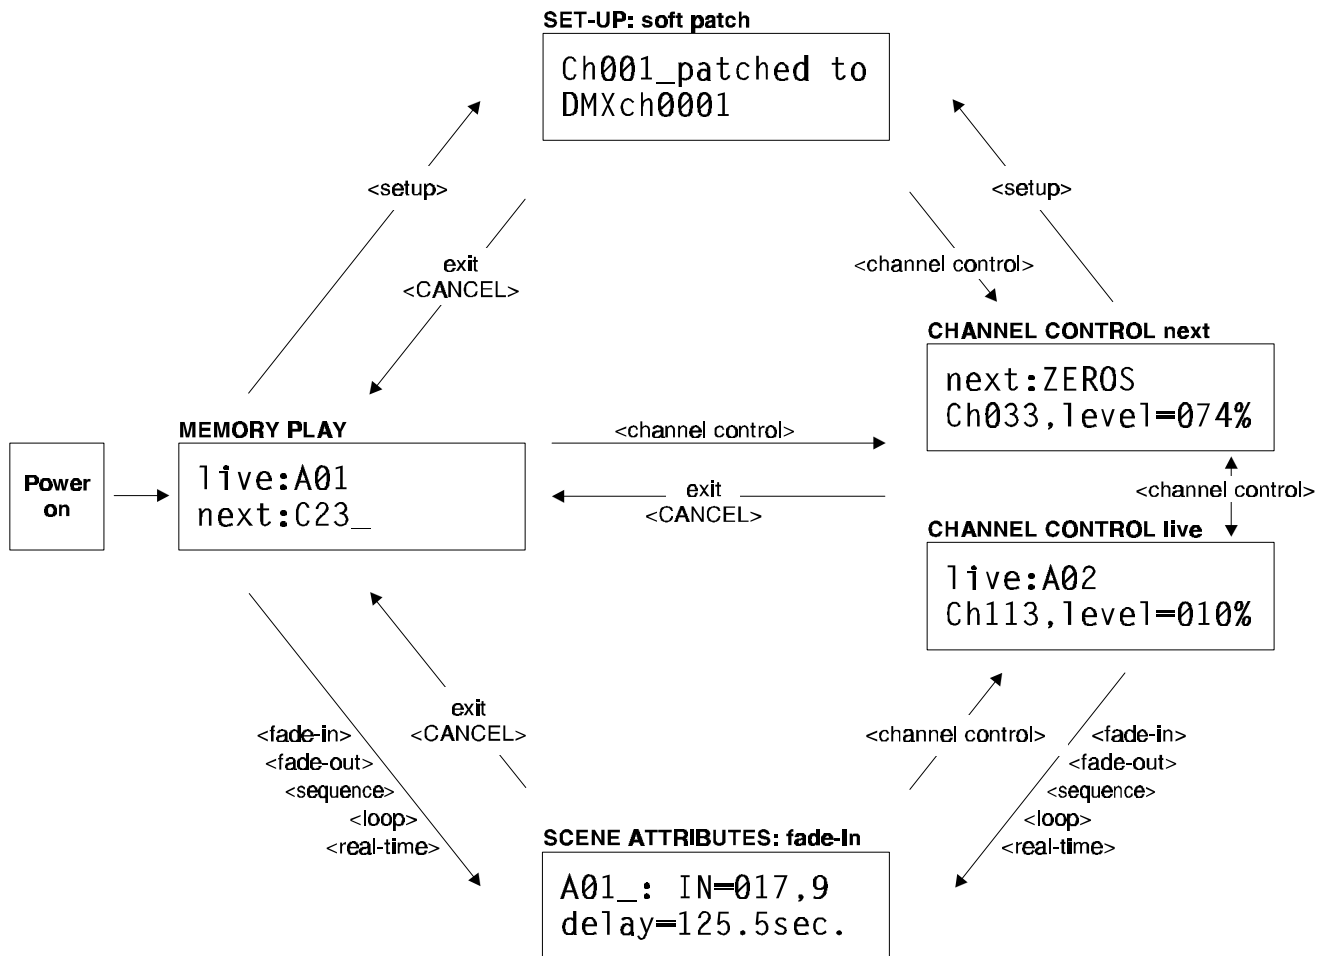 SET-UP: soft patch
Ch001_patched to
DMXch0001
<setup>
<setup>
exit
<CANCEL>
<channel control>
CHANNEL CONTROL next
next:ZEROS
Ch033,level=074%
MEMORY PLAY
live:A01
next:C23_
Power
on
<channel control>
exit
<CANCEL>
<channel control>
CHANNEL CONTROL live
live:A02
Ch113,level=010%
exit
<CANCEL>
<fade-in>
<fade-out>
<sequence>
<loop>
<real-time>
<channel control>
<fade-in>
<fade-out>
<sequence>
<loop>
<real-time>
SCENE ATTRIBUTES: fade-In
A01_: IN=017,9
delay=125.5sec.